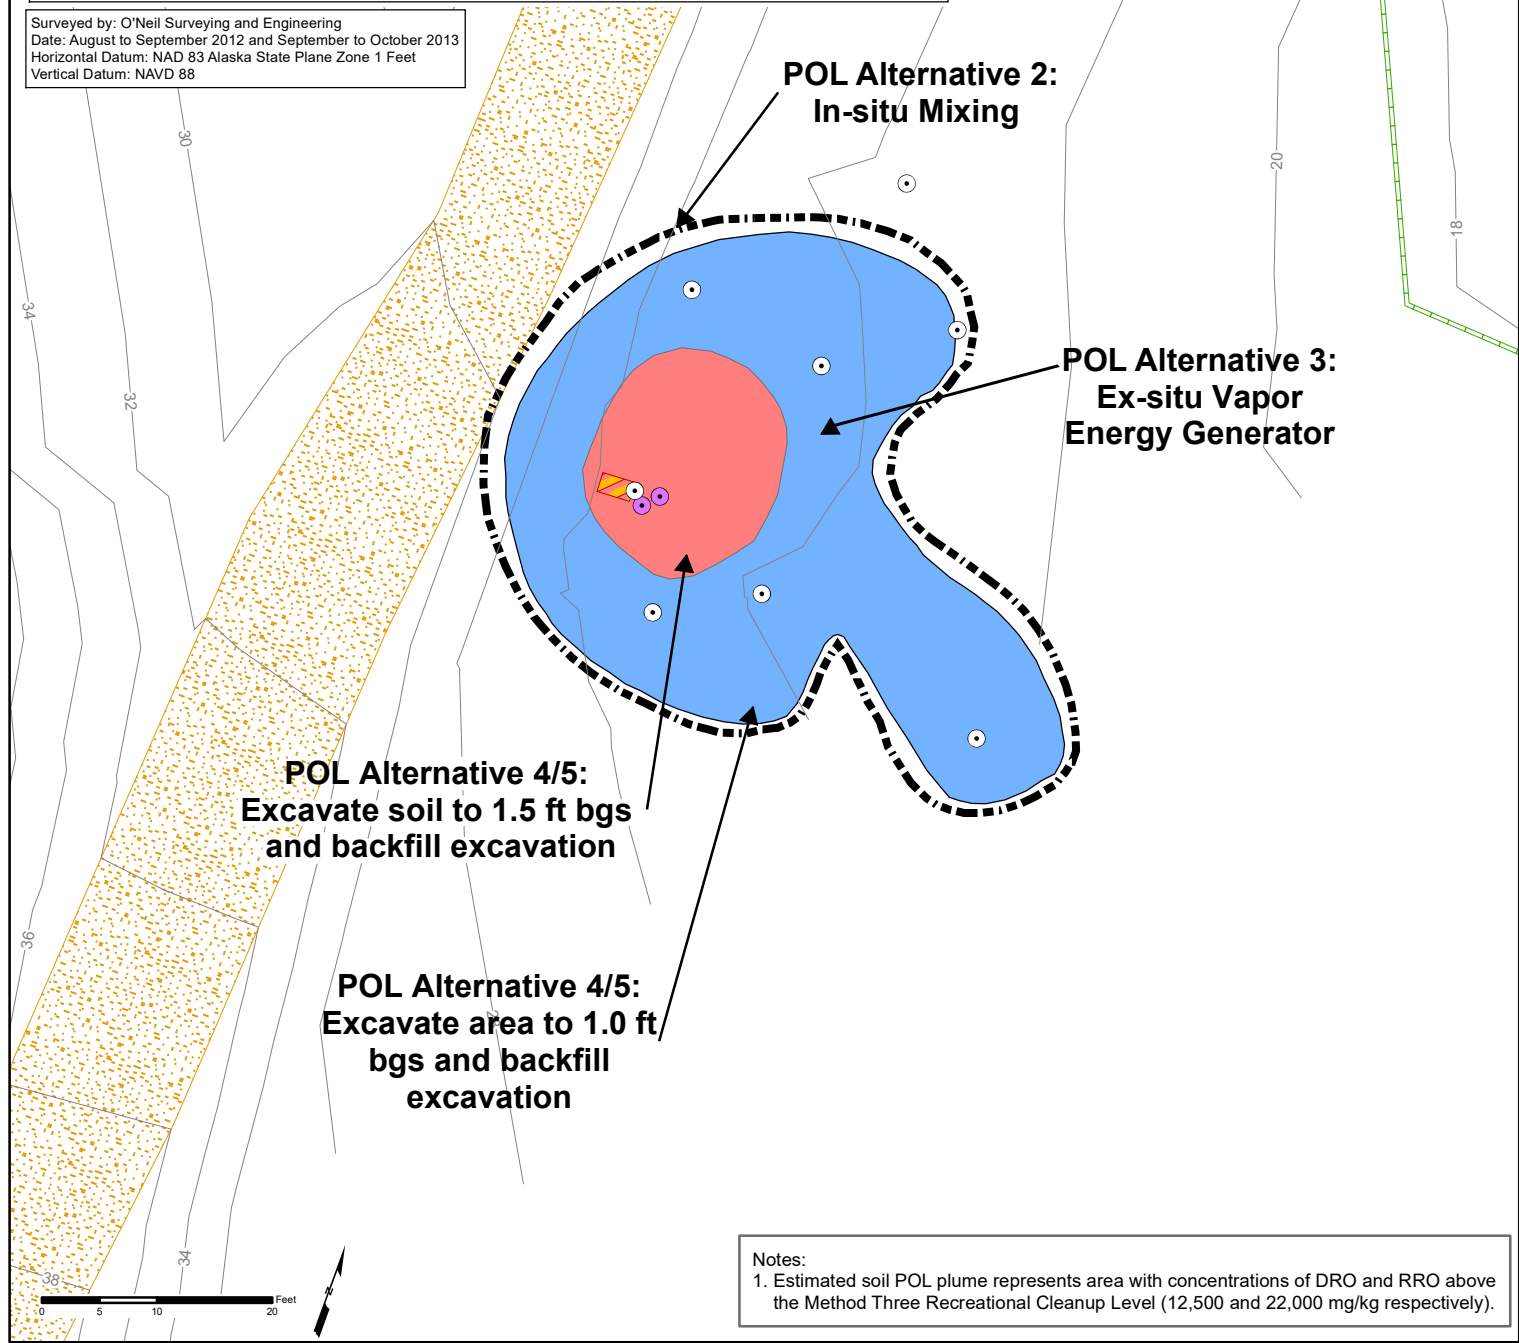 Surveyed by: O'Neil Surveying and Engineering
Date: August to September 2012 and September to October 2013
Horizontal Datum: NAD 83 Alaska State Plane Zone 1 Feet
Vertical Datum: NAVD 88
POL Alternative 2:
In-situ Mixing
30
20
18
34
32
POL Alternative 3:
Ex-situ Vapor
Energy Generator
POL Alternative 4/5:
Excavate soil to 1.5 ft bgs
and backfill excavation
36
POL Alternative 4/5:
Excavate area to 1.0 ft
bgs and backfill
excavation
34
38
Feet
0 5 10 20
N
Notes:
1. Estimated soil POL plume represents area with concentrations of DRO and RRO above
the Method Three Recreational Cleanup Level (12,500 and 22,000 mg/kg respectively).